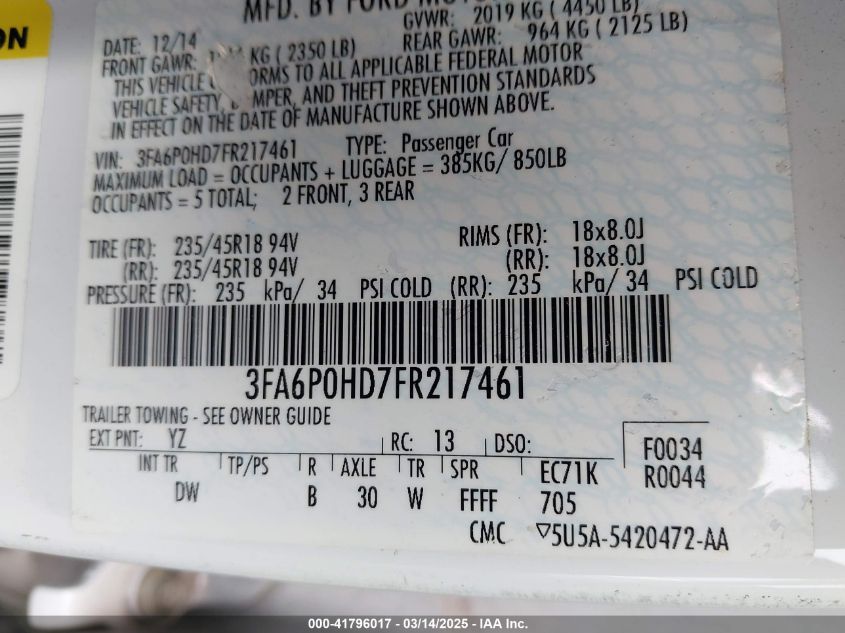 ON
MFD. BY FORD MOTOR
GVWR: 2019 KG ( 4450 LB)
DATE: 12/14
REAR GAWR: 964 KG ( 2125 LB)
FRONT GAWR: KG ( 2350 LB)
THIS VEHICLE ORMS TO ALL APPLICABLE FEDERAL MOTOR
VEHICLE SAFETY, MPER, AND THEFT PREVENTION STANDARDS
IN EFFECT ON THE DATE OF MANUFACTURE SHOWN ABOVE.
VIN: 3FA6P0HD7FR217461 TYPE: Passenger Car
MAXIMUM LOAD = OCCUPANTS + LUGGAGE = 385KG/ 850LB
OCCUPANTS = 5 TOTAL; 2 FRONT, 3 REAR
TIRE (FR): 235/45R18 94V RIMS (FR): 18x8.0J
(RR): 235/45R18 94V (RR): 18x8.0J
PRESSURE (FR): 235 kPa/ 34 PSI COLD (RR): 235 kPa/ 34 PSI COLD
3FA6P0HD7FR217461
TRAILER TOWING - SEE OWNER GUIDE
EXT PNT: YZ RC: 13 DSO: F0034
INT TR TP/PS R AXLE TR SPR EC71K R0044
DW B 30 W FFFF 705
CMC ▽5U5A-5420472-AA
000-41796017 - 03/14/2025 - IAA Inc.